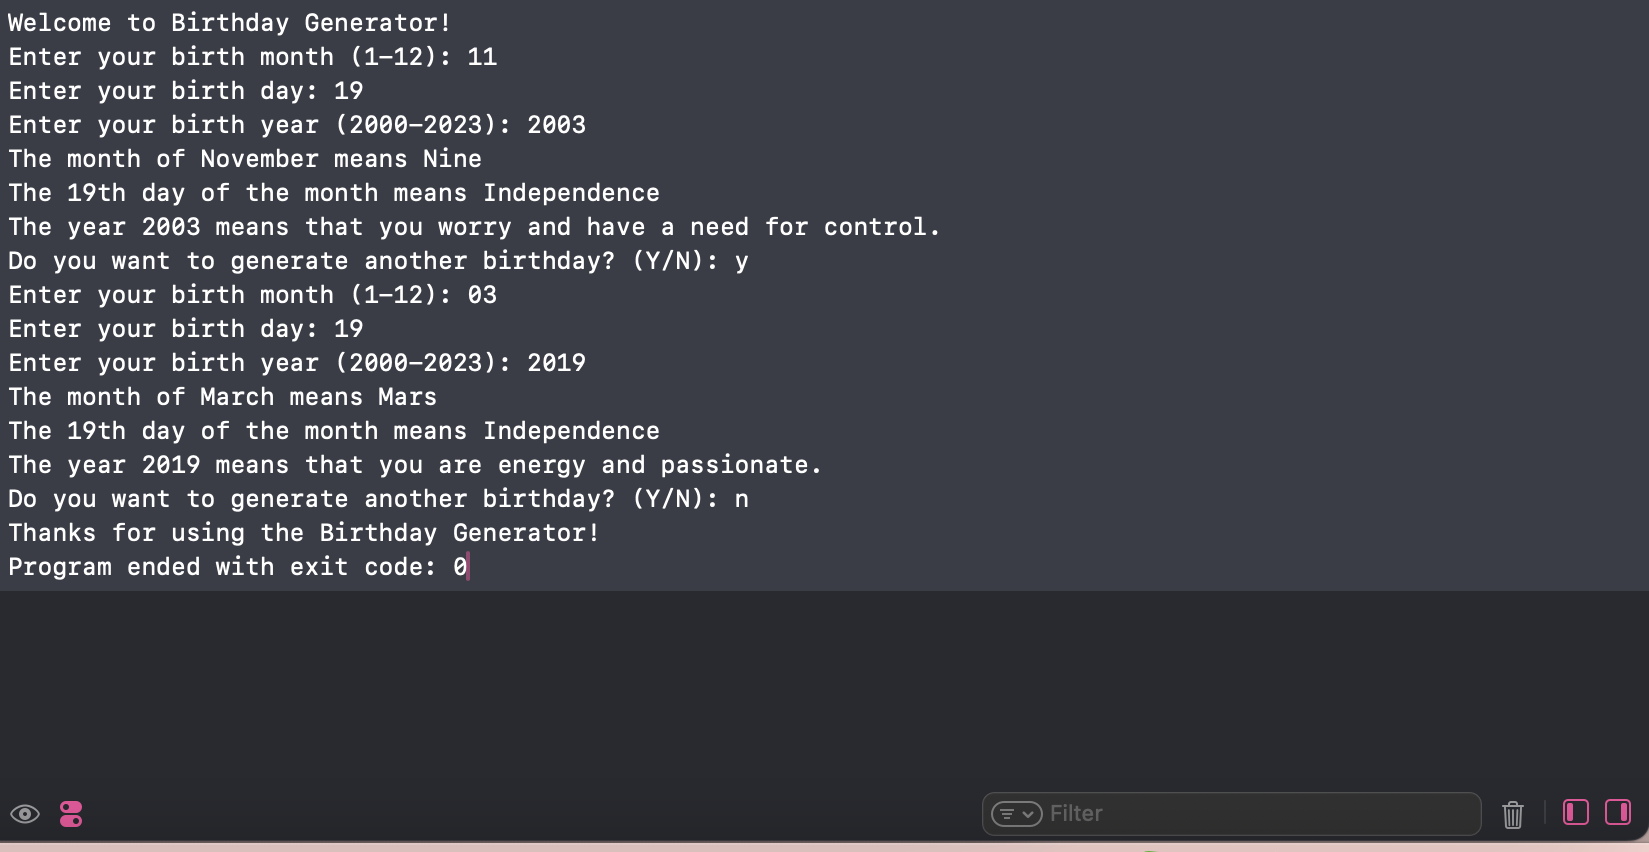 Welcome to Birthday Generator!
Enter your birth month (1-12): 11
Enter your birth day: 19
Enter your birth year (2000-2023): 2003
The month of November means Nine
The 19th day of the month means Independence
The year 2003 means that you worry and have a need for control.
Do you want to generate another birthday? (Y/N): y
Enter your birth month (1-12): 03
Enter your birth day: 19
Enter your birth year (2000-2023): 2019
The month of March means Mars
The 19th day of the month means Independence
The year 2019 means that you are energy and passionate.
Do you want to generate another birthday? (Y/N): n
Thanks for using the Birthday Generator!
Program ended with exit code: 0
Filter